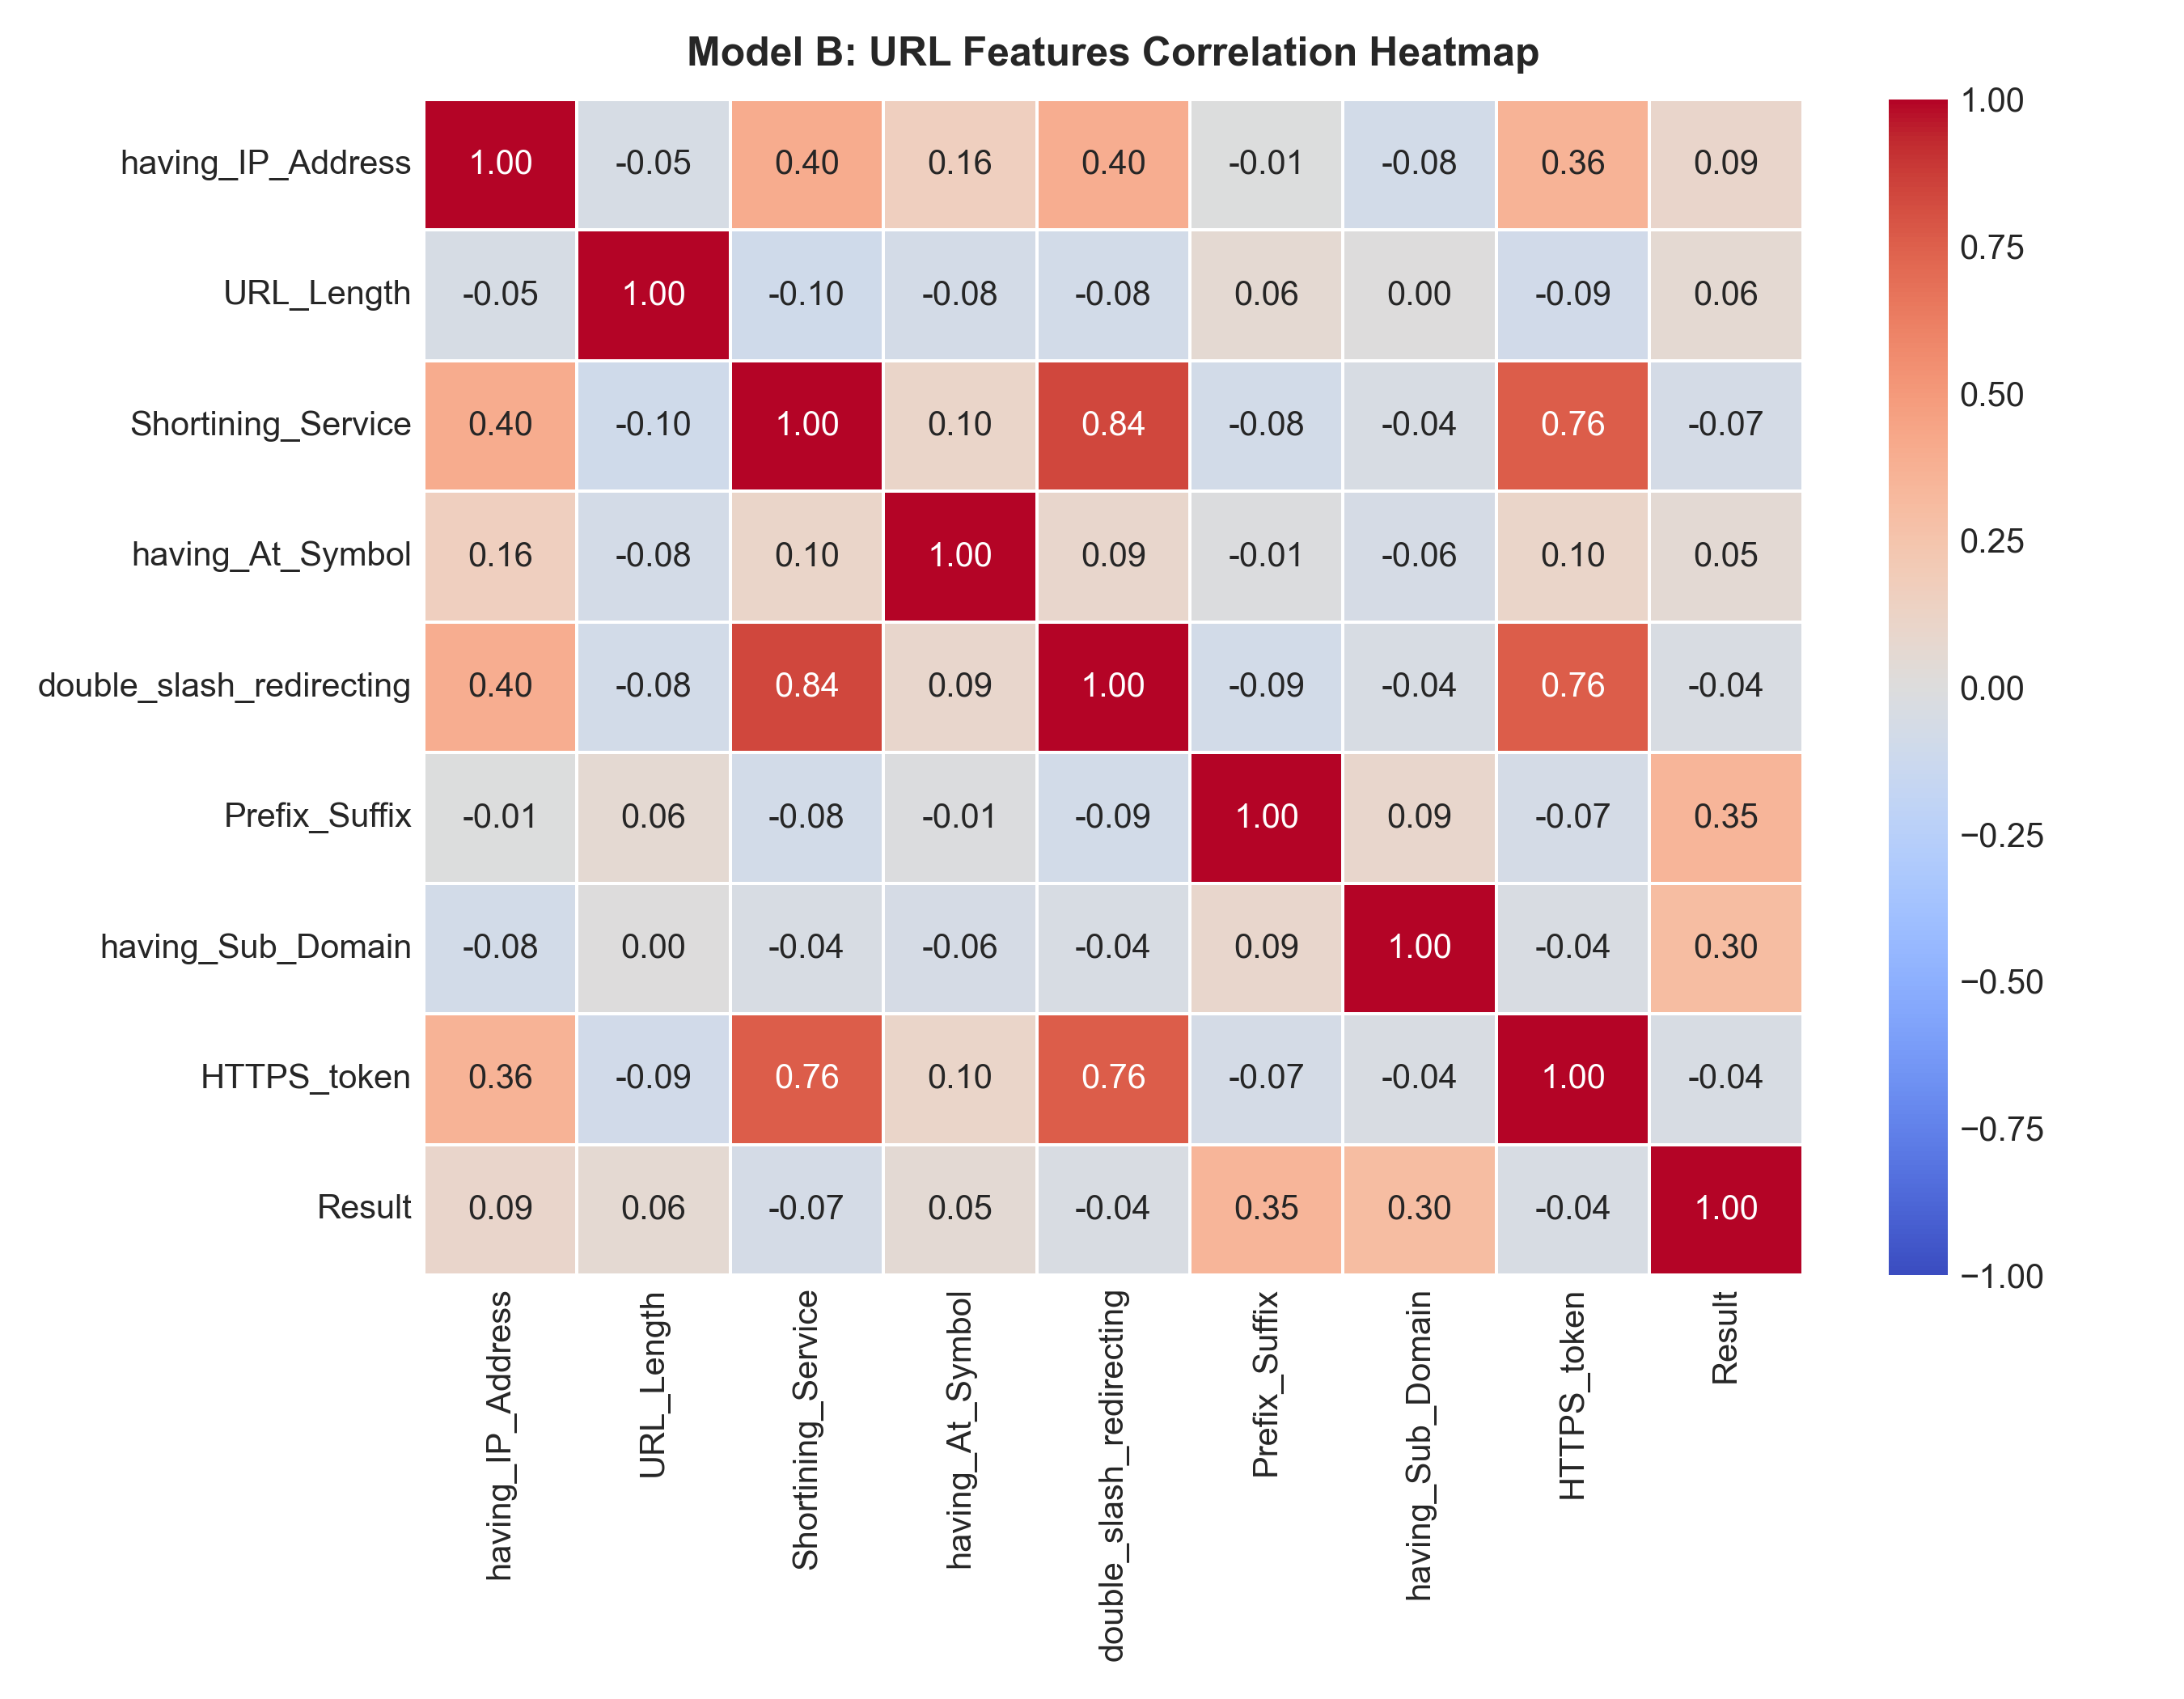 Model B: URL Features Correlation Heatmap
having_IP_Address 1.00 -0.05 0.40 0.16 0.40 -0.01 -0.08 0.36 0.09
URL_Length -0.05 1.00 -0.10 -0.08 -0.08 0.06 0.00 -0.09 0.06
Shortining_Service 0.40 -0.10 1.00 0.10 0.84 -0.08 -0.04 0.76 -0.07
having_At_Symbol 0.16 -0.08 0.10 1.00 0.09 -0.01 -0.06 0.10 0.05
double_slash_redirecting 0.40 -0.08 0.84 0.09 1.00 -0.09 -0.04 0.76 -0.04
Prefix_Suffix -0.01 0.06 -0.08 -0.01 -0.09 1.00 0.09 -0.07 0.35
having_Sub_Domain -0.08 0.00 -0.04 -0.06 -0.04 0.09 1.00 -0.04 0.30
HTTPS_token 0.36 -0.09 0.76 0.10 0.76 -0.07 -0.04 1.00 -0.04
Result 0.09 0.06 -0.07 0.05 -0.04 0.35 0.30 -0.04 1.00
having_IP_Address
URL_Length
Shortining_Service
having_At_Symbol
double_slash_redirecting
Prefix_Suffix
having_Sub_Domain
HTTPS_token
Result
1.00
0.75
0.50
0.25
0.00
−0.25
−0.50
−0.75
−1.00